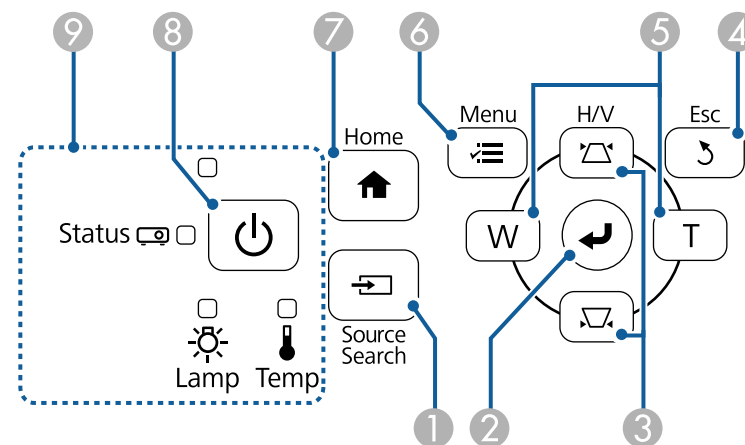 9 8 7 6 5 4
Menu H/V Esc
Home
Status
W T
Source
Search
Lamp Temp
1 2 3